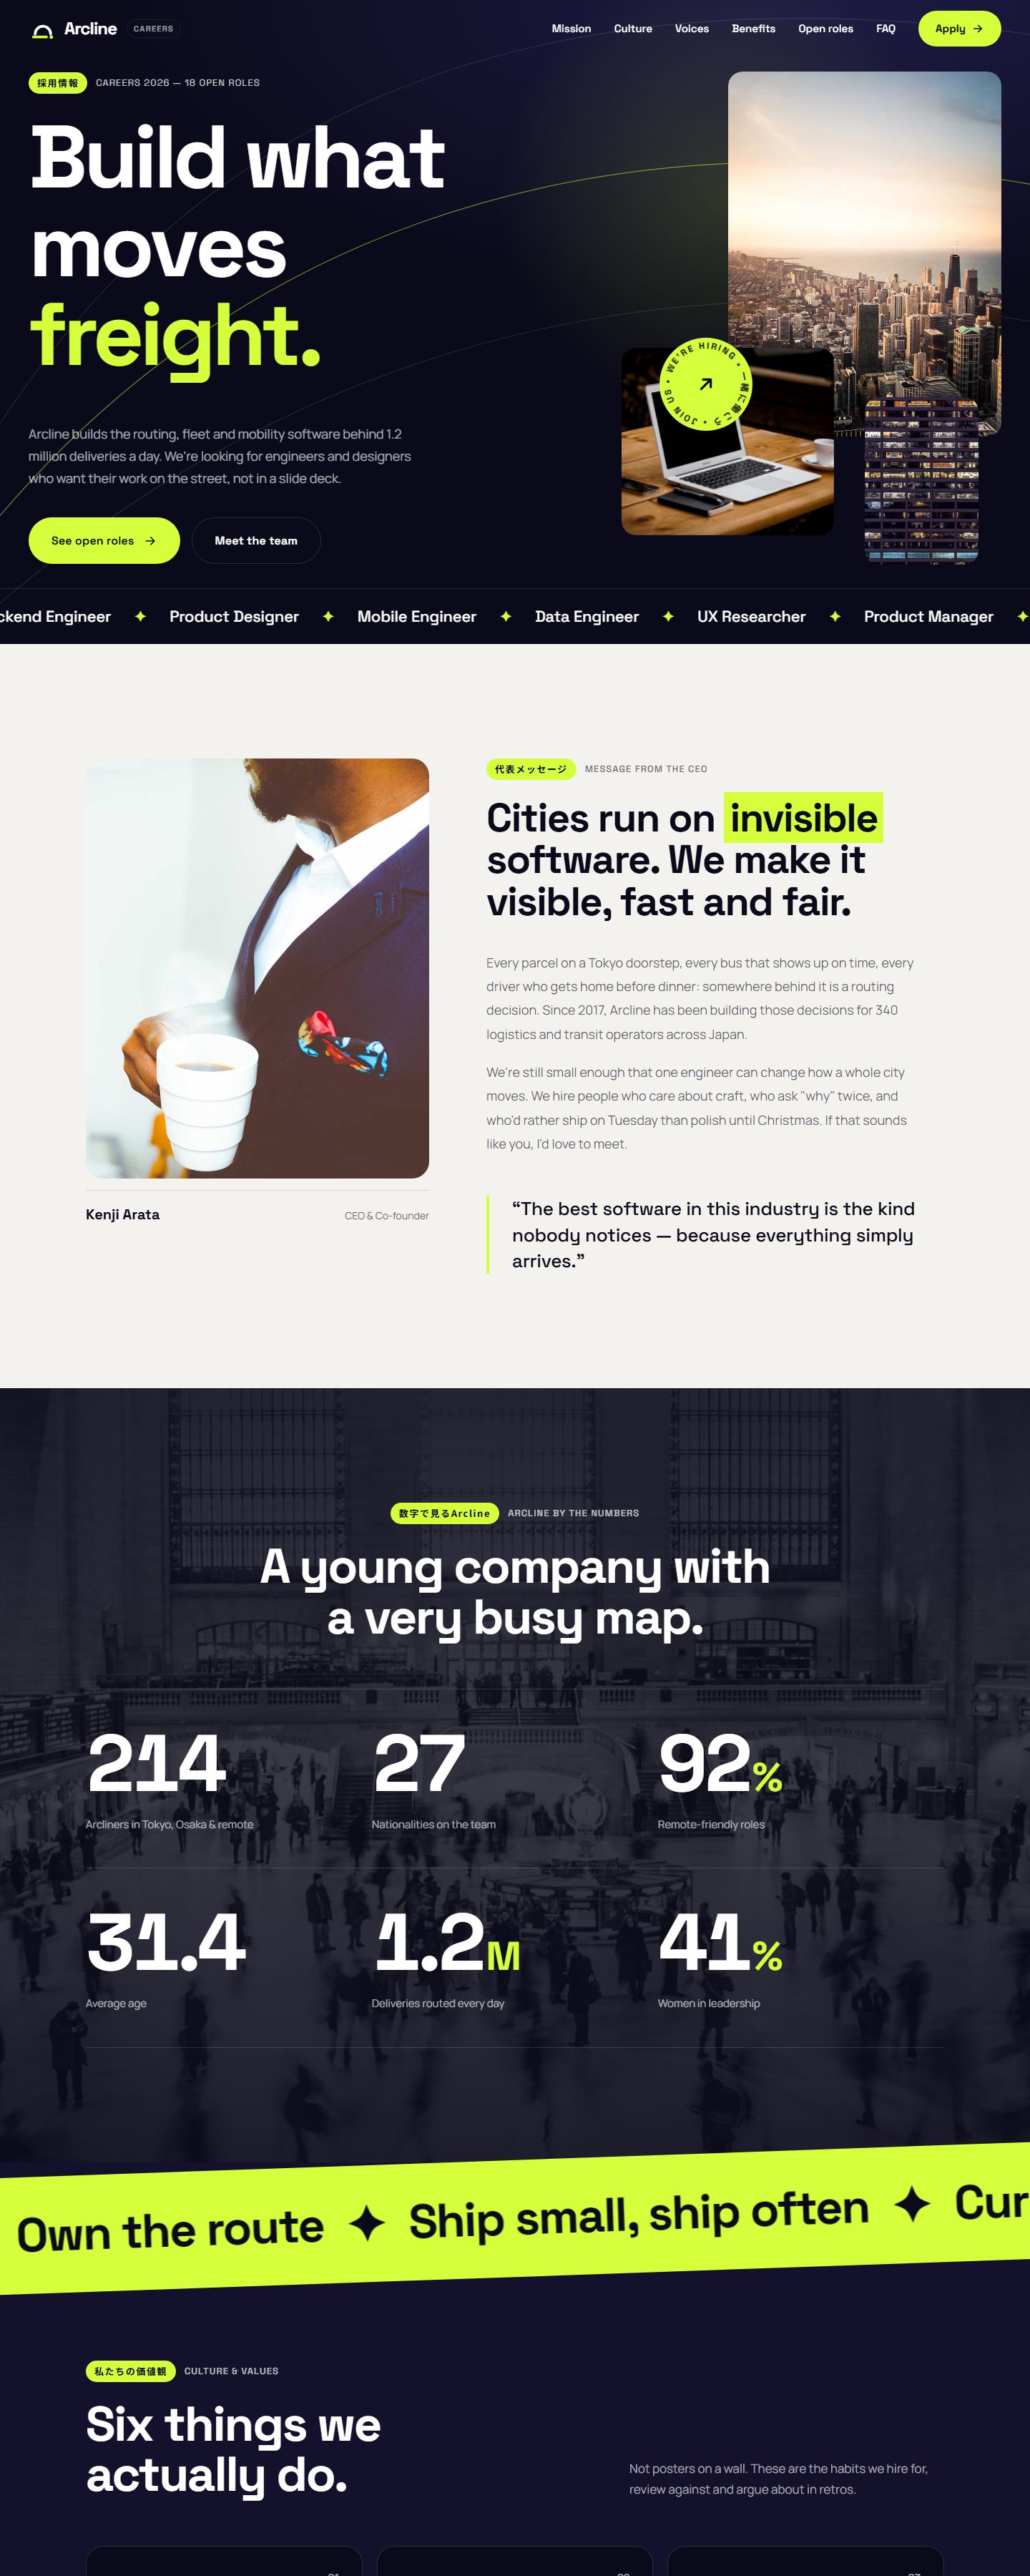 Arcline CAREERS
Mission Culture Voices Benefits Open roles FAQ Apply →
採用情報 CAREERS 2026 — 18 OPEN ROLES
Build what
moves
freight.
WE'RE HIRING • 一緒に働こう • JOIN US •
Arcline builds the routing, fleet and mobility software behind 1.2
million deliveries a day. We're looking for engineers and designers
who want their work on the street, not in a slide deck.
See open roles →
Meet the team
ckend Engineer ✦ Product Designer ✦ Mobile Engineer ✦ Data Engineer ✦ UX Researcher ✦ Product Manager ✦
代表メッセージ MESSAGE FROM THE CEO
Cities run on invisible
software. We make it
visible, fast and fair.
Every parcel on a Tokyo doorstep, every bus that shows up on time, every
driver who gets home before dinner: somewhere behind it is a routing
decision. Since 2017, Arcline has been building those decisions for 340
logistics and transit operators across Japan.
We're still small enough that one engineer can change how a whole city
moves. We hire people who care about craft, who ask "why" twice, and
who'd rather ship on Tuesday than polish until Christmas. If that sounds
like you, I'd love to meet.
“The best software in this industry is the kind
nobody notices — because everything simply
arrives.”
Kenji Arata
CEO & Co-founder
数字で見るArcline ARCLINE BY THE NUMBERS
A young company with
a very busy map.
214
Arcliners in Tokyo, Osaka & remote
27
Nationalities on the team
92%
Remote-friendly roles
31.4
Average age
1.2M
Deliveries routed every day
41%
Women in leadership
Own the route ✦ Ship small, ship often ✦ Cur
私たちの価値観 CULTURE & VALUES
Six things we
actually do.
Not posters on a wall. These are the habits we hire for,
review against and argue about in retros.